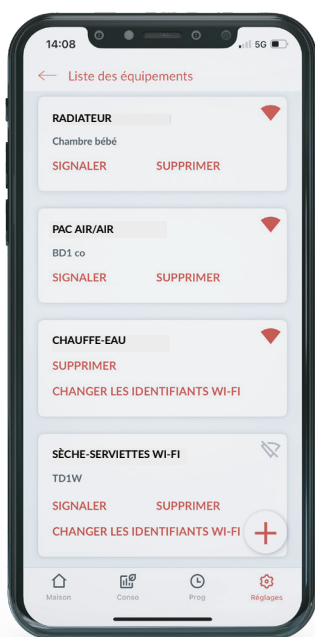 14:08 5G
← Liste des équipements
RADIATEUR
Chambre bébé
SIGNALER SUPPRIMER
PAC AIR/AIR
BD1 co
SIGNALER SUPPRIMER
CHAUFFE-EAU
SUPPRIMER
CHANGER LES IDENTIFIANTS WI-FI
SÈCHE-SERVIETTES WI-FI
TD1W
SIGNALER SUPPRIMER
CHANGER LES IDENTIFIANTS WI-FI
Maison Conso Prog Réglages